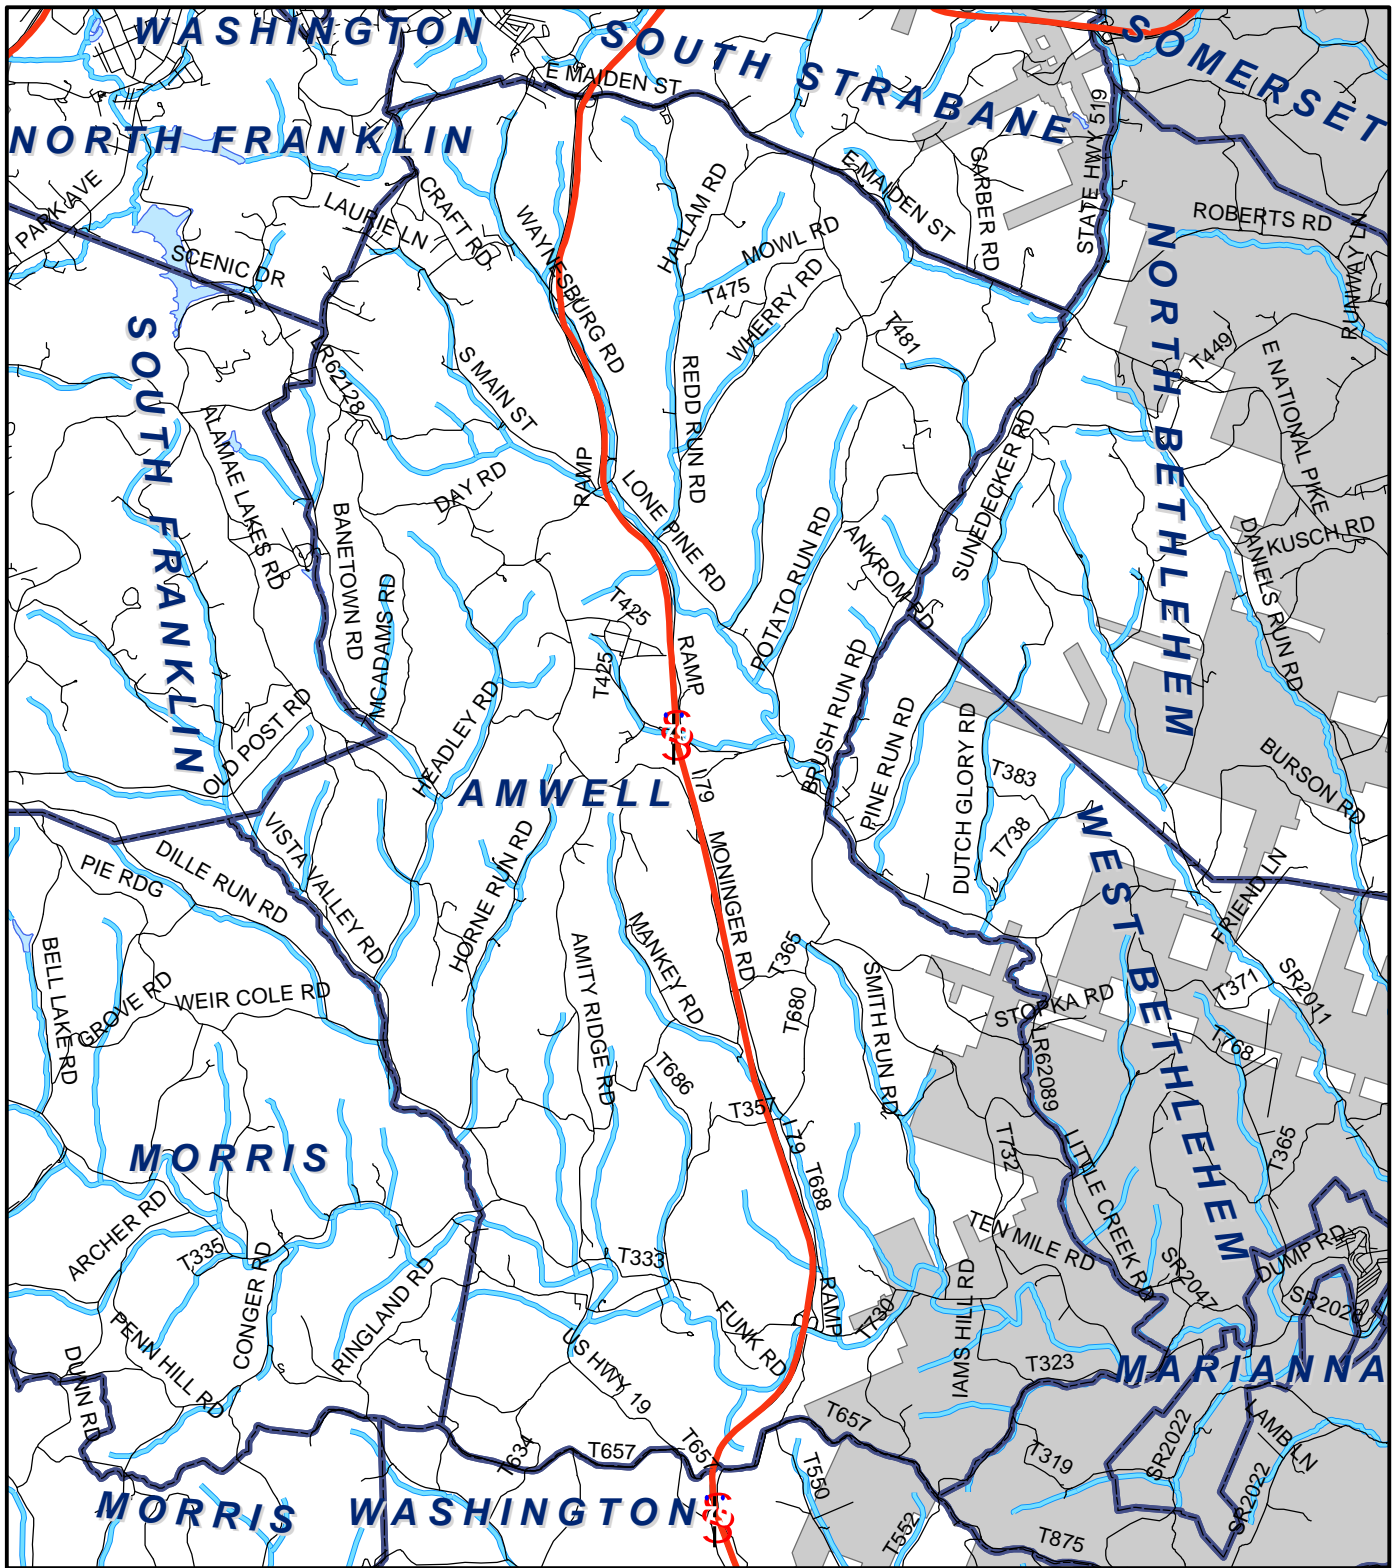 WASHINGTON
SOUTH STRABANE
SOMERSET
E MAIDEN ST
NORTH FRANKLIN
STATE HWY 519
PARK AVE
LAURIE LN
CRAFT RD
SCENIC DR
WAYNESBURG RD
HALLAM RD
MOWL RD
T475
WHERRY RD
E MAIDEN ST
GARBER RD
ROBERTS RD
RUNWAY LN
NORTH BETHLEHEM
T481
T449
E NATIONAL PIKE
SOUTH FRANKLIN
R62128
S MAIN ST
REDD RUN RD
ALAMAE LAKES RD
BANETOWN RD
DAY RD
RAMP
LONE PINE RD
POTATO RUN RD
ANKROM RD
SUNEDECKER RD
KUSCH RD
DANIELS RUN RD
MCADAMS RD
T425
T425
RAMP
OLD POST RD
HEADLEY RD
BRUSH RUN RD
PINE RUN RD
DUTCH GLORY RD
T383
T738
BURSON RD
79
I 79
AMWELL
WEST BETHLEHEM
VISTA VALLEY RD
PIE RDG
DILLE RUN RD
HORNE RUN RD
MONINGER RD
MANKEY RD
AMITY RIDGE RD
T365
T680
SMITH RUN RD
FRIEND LN
T371
SR2011
BELL LAKE RD
GROVE RD
WEIR COLE RD
STOPKA RD
LR62089
T768
T686
T357
I 79
T688
T732
LITTLE CREEK RD
T365
MORRIS
ARCHER RD
T335
CONGER RD
RINGLAND RD
T333
FUNK RD
RAMP
T730
TEN MILE RD
IAMS HILL RD
SR2047
DUMP RD
SR2026
PENN HILL RD
DUNN RD
US HWY 19
T323
MARIANNA
T634
T657
T657
T657
T550
T552
T319
SR2022
SR2022
LAMB LN
T875
MORRIS
WASHINGTON